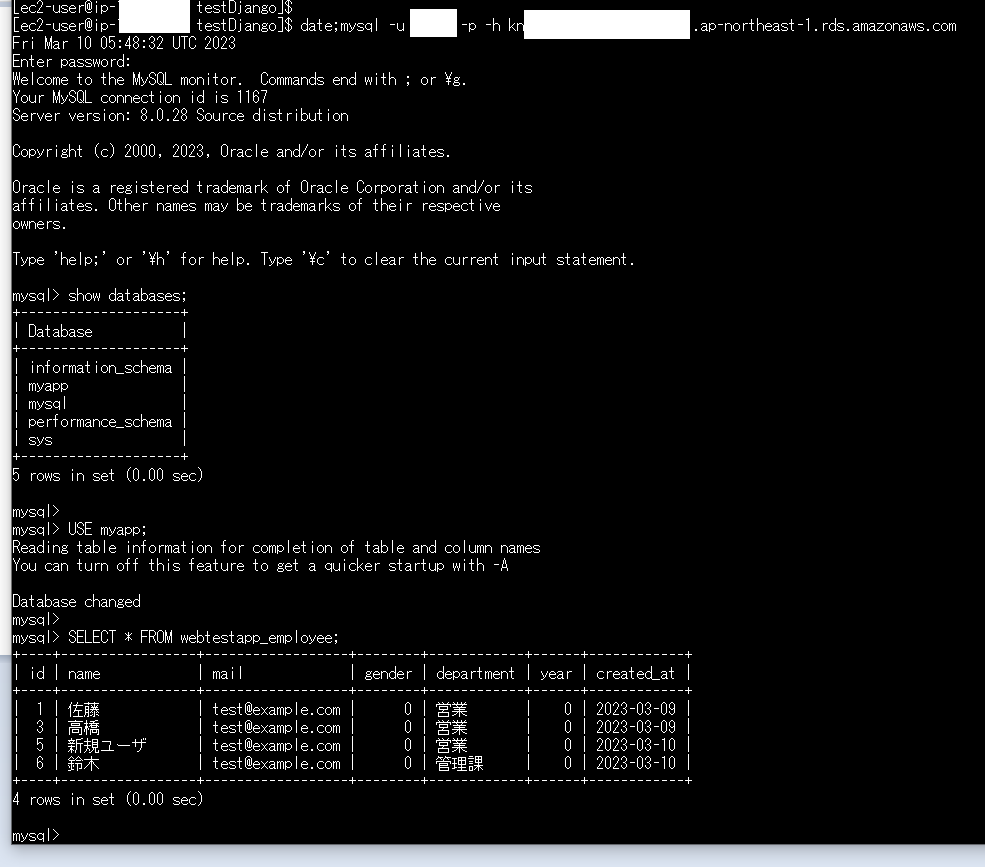 [ec2-user@ip- testDjango]$
[ec2-user@ip- testDjango]$ date;mysql -u -p -h kn .ap-northeast-1.rds.amazonaws.com
Fri Mar 10 05:48:32 UTC 2023
Enter password:
Welcome to the MySQL monitor.  Commands end with ; or ¥g.
Your MySQL connection id is 1167
Server version: 8.0.28 Source distribution
Copyright (c) 2000, 2023, Oracle and/or its affiliates.
Oracle is a registered trademark of Oracle Corporation and/or its
affiliates. Other names may be trademarks of their respective
owners.
Type 'help;' or '¥h' for help. Type '¥c' to clear the current input statement.
mysql> show databases;
+--------------------+
| Database           |
+--------------------+
| information_schema |
| myapp              |
| mysql              |
| performance_schema |
| sys                |
+--------------------+
5 rows in set (0.00 sec)
mysql>
mysql> USE myapp;
Reading table information for completion of table and column names
You can turn off this feature to get a quicker startup with -A
Database changed
mysql>
mysql> SELECT * FROM webtestapp_employee;
+----+-----------------+------------------+--------+------------+------+------------+
| id | name            | mail             | gender | department | year | created_at |
+----+-----------------+------------------+--------+------------+------+------------+
|  1 | 佐藤            | test@example.com |      0 | 営業       |    0 | 2023-03-09 |
|  3 | 高橋            | test@example.com |      0 | 営業       |    0 | 2023-03-09 |
|  5 | 新規ユーザ      | test@example.com |      0 | 営業       |    0 | 2023-03-10 |
|  6 | 鈴木            | test@example.com |      0 | 管理課     |    0 | 2023-03-10 |
+----+-----------------+------------------+--------+------------+------+------------+
4 rows in set (0.00 sec)
mysql>